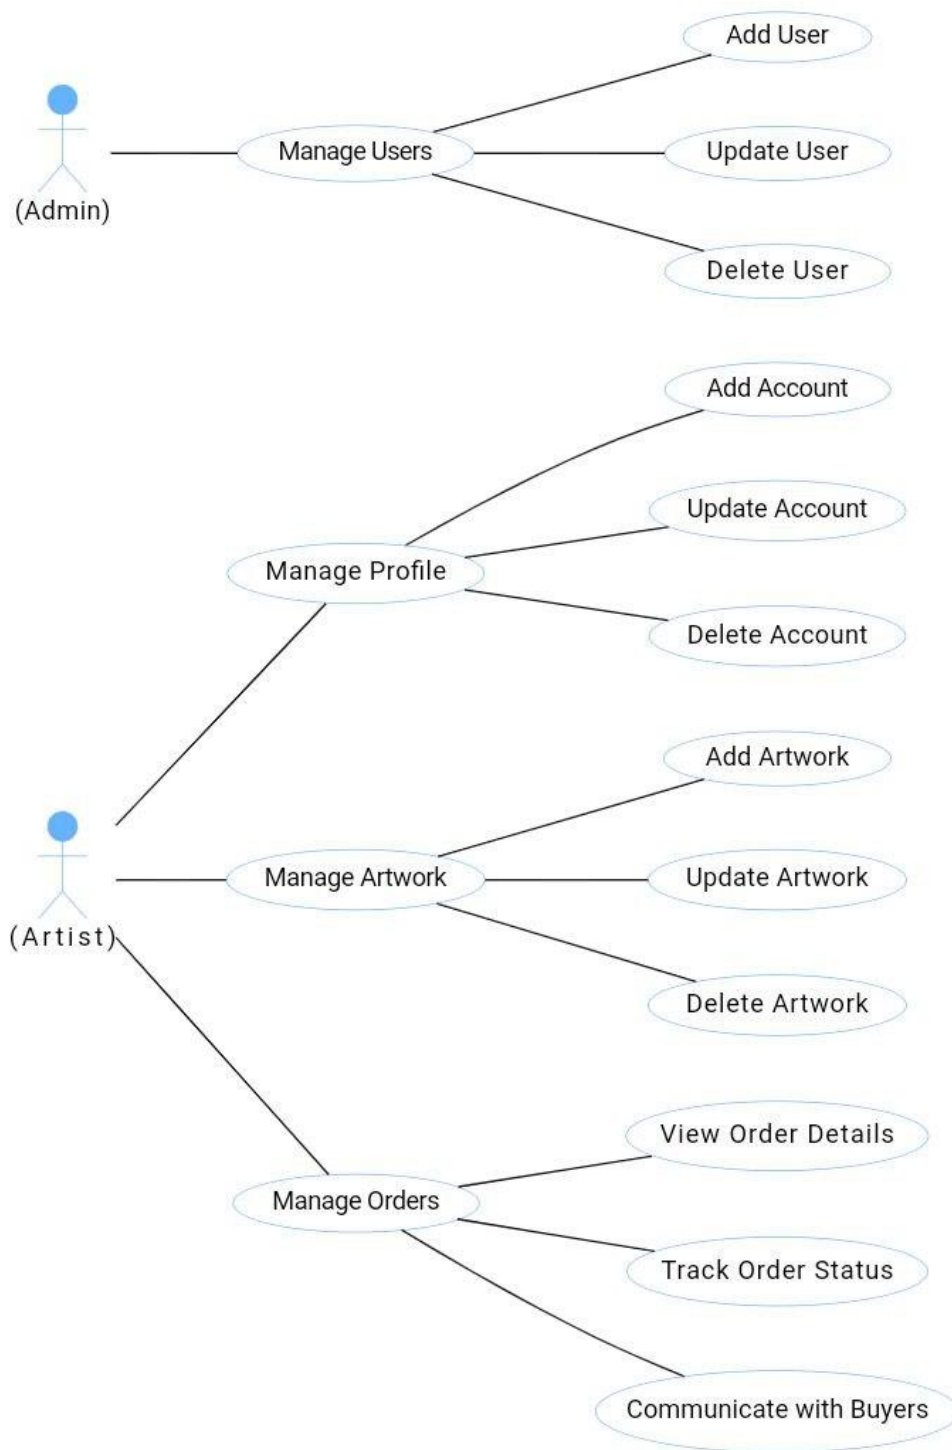 Add User
Manage Users
Update User
(Admin)
Delete User
Add Account
Update Account
Manage Profile
Delete Account
Add Artwork
Manage Artwork
Update Artwork
(Artist)
Delete Artwork
View Order Details
Manage Orders
Track Order Status
Communicate with Buyers